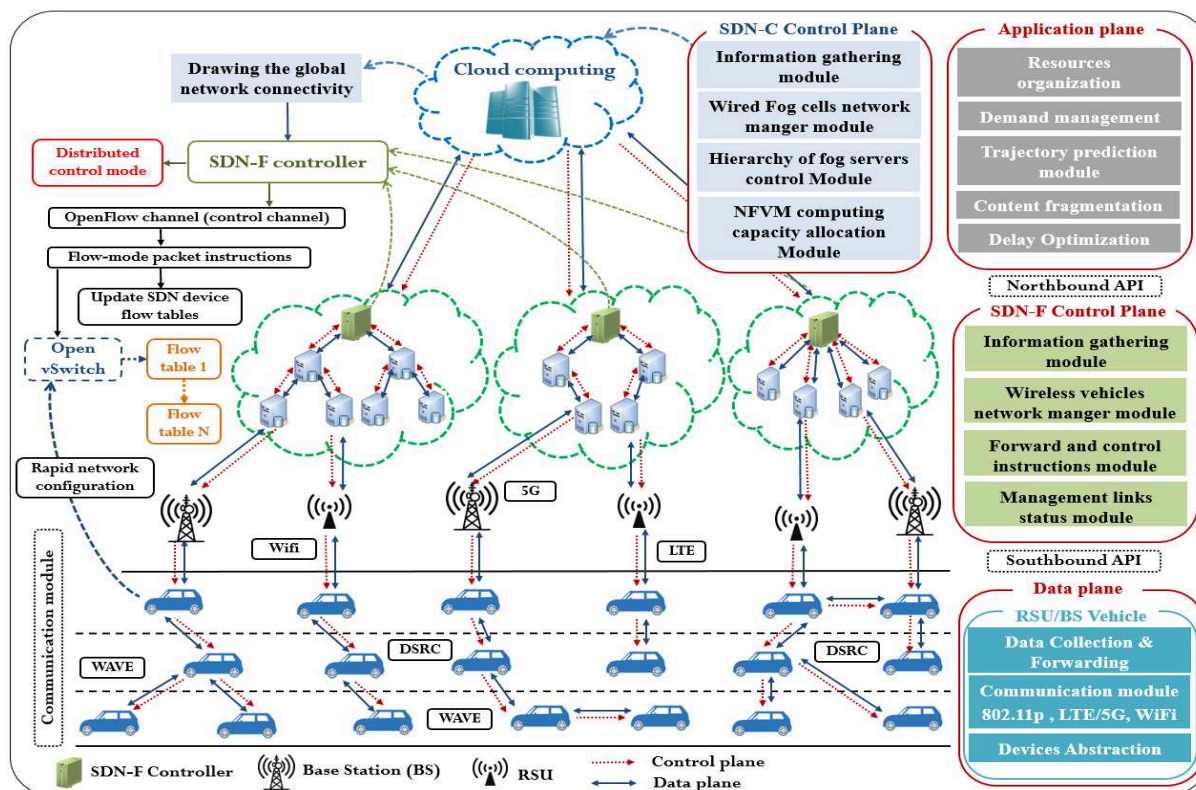 Drawing the global
network connectivity
Cloud computing
SDN-F controller
Distributed
control mode
OpenFlow channel (control channel)
Flow-mode packet instructions
Update SDN device
flow tables
Open
vSwitch
Flow
table 1
Flow
table N
Rapid network
configuration
SDN-C Control Plane
Information gathering
module
Wired Fog cells network
manger module
Hierarchy of fog servers
control Module
NFVM computing
capacity allocation
Module
Application plane
Resources
organization
Demand management
Trajectory prediction
module
Content fragmentation
Delay Optimization
Northbound API
SDN-F Control Plane
Information gathering
module
Wireless vehicles
network manger module
Forward and control
instructions module
Management links
status module
Southbound API
Data plane
RSU/BS Vehicle
Data Collection &
Forwarding
Communication module
802.11p , LTE/5G, WiFi
Devices Abstraction
5G
Wifi
LTE
Communication module
WAVE
DSRC
DSRC
WAVE
SDN-F Controller
Base Station (BS)
RSU
Control plane
Data plane